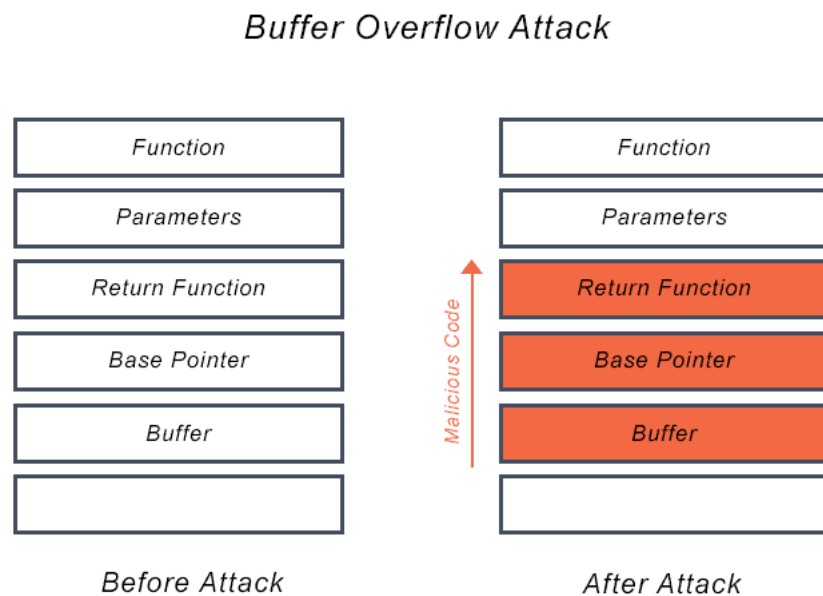 Buffer Overflow Attack
Function
Parameters
Return Function
Base Pointer
Buffer
Before Attack
Malicious Code
Function
Parameters
Return Function
Base Pointer
Buffer
After Attack